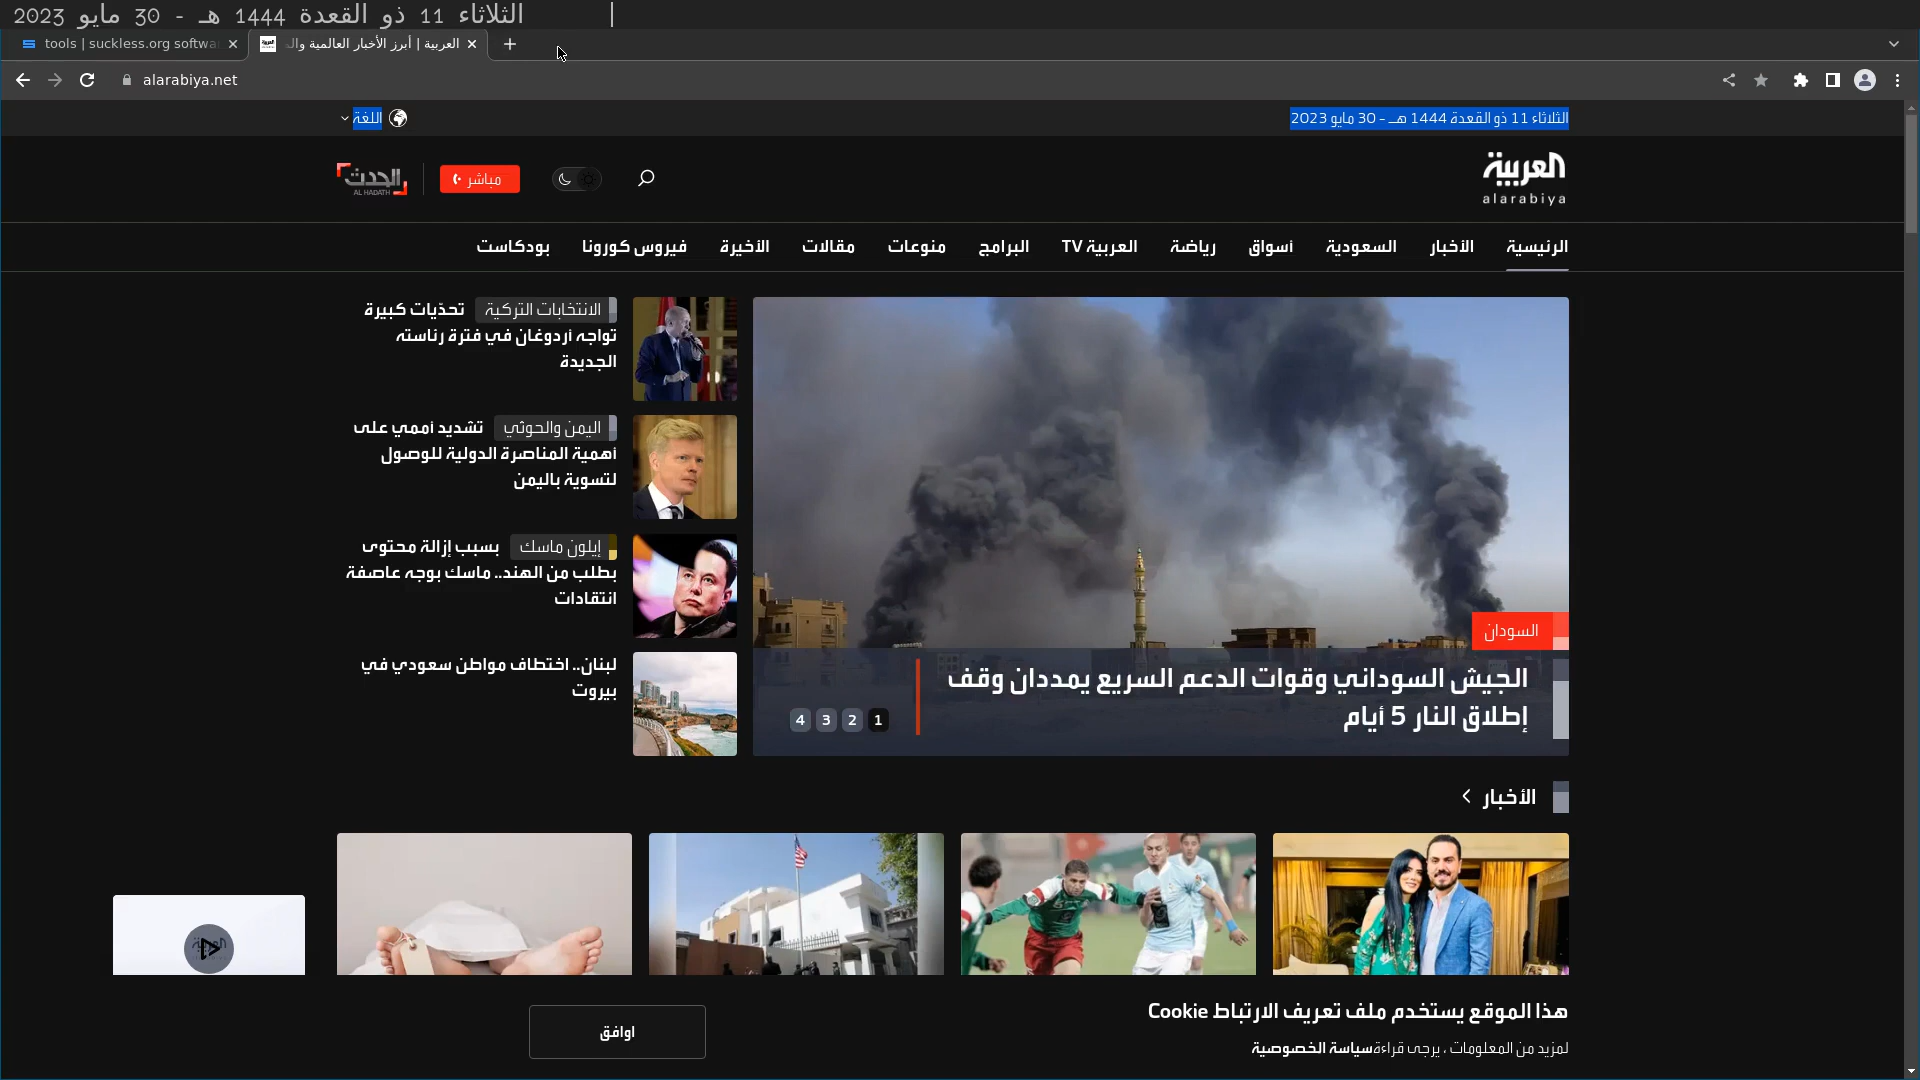 الثلاثاء 11 ذو القعدة 1444 هـ - 30 مايو 2023
tools | suckless.org softwa
العربية | أبرز الأخبار العالمية والـ
alarabiya.net
الثلاثاء 11 ذو القعدة 1444 هـ - 30 مايو 2023
اللغة
العربية
alarabiya
مباشر
الحدث
AL HADATH
الرئيسية
الأخبار
السعودية
أسواق
رياضة
العربية TV
البرامج
منوعات
مقالات
الأخيرة
فيروس كورونا
بودكاست
السودان
الجيش السوداني وقوات الدعم السريع يمددان وقف
إطلاق النار 5 أيام
1 2 3 4
الانتخابات التركية تحدّيات كبيرة
تواجه أردوغان في فترة رئاسته
الجديدة
اليمن والحوثي تشديد أممي على
أهمية المناصرة الدولية للوصول
لتسوية باليمن
إيلون ماسك بسبب إزالة محتوى
بطلب من الهند.. ماسك بوجه عاصفة
انتقادات
لبنان.. اختطاف مواطن سعودي في
بيروت
الأخبار
هذا الموقع يستخدم ملف تعريف الارتباط Cookie
لمزيد من المعلومات ، يرجى قراءة سياسة الخصوصية
اوافق